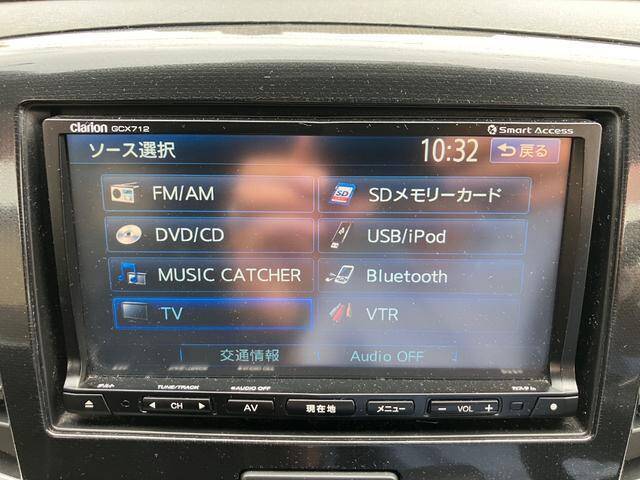 Clarion GCX712
Smart Access
ソース選択 10:32 戻る
FM/AM SDメモリーカード
DVD/CD USB/iPod
MUSIC CATCHER Bluetooth
TV VTR
交通情報 Audio OFF
TUNE/TRACK AUDIO OFF
CH AV 現在地 メニュー − VOL +